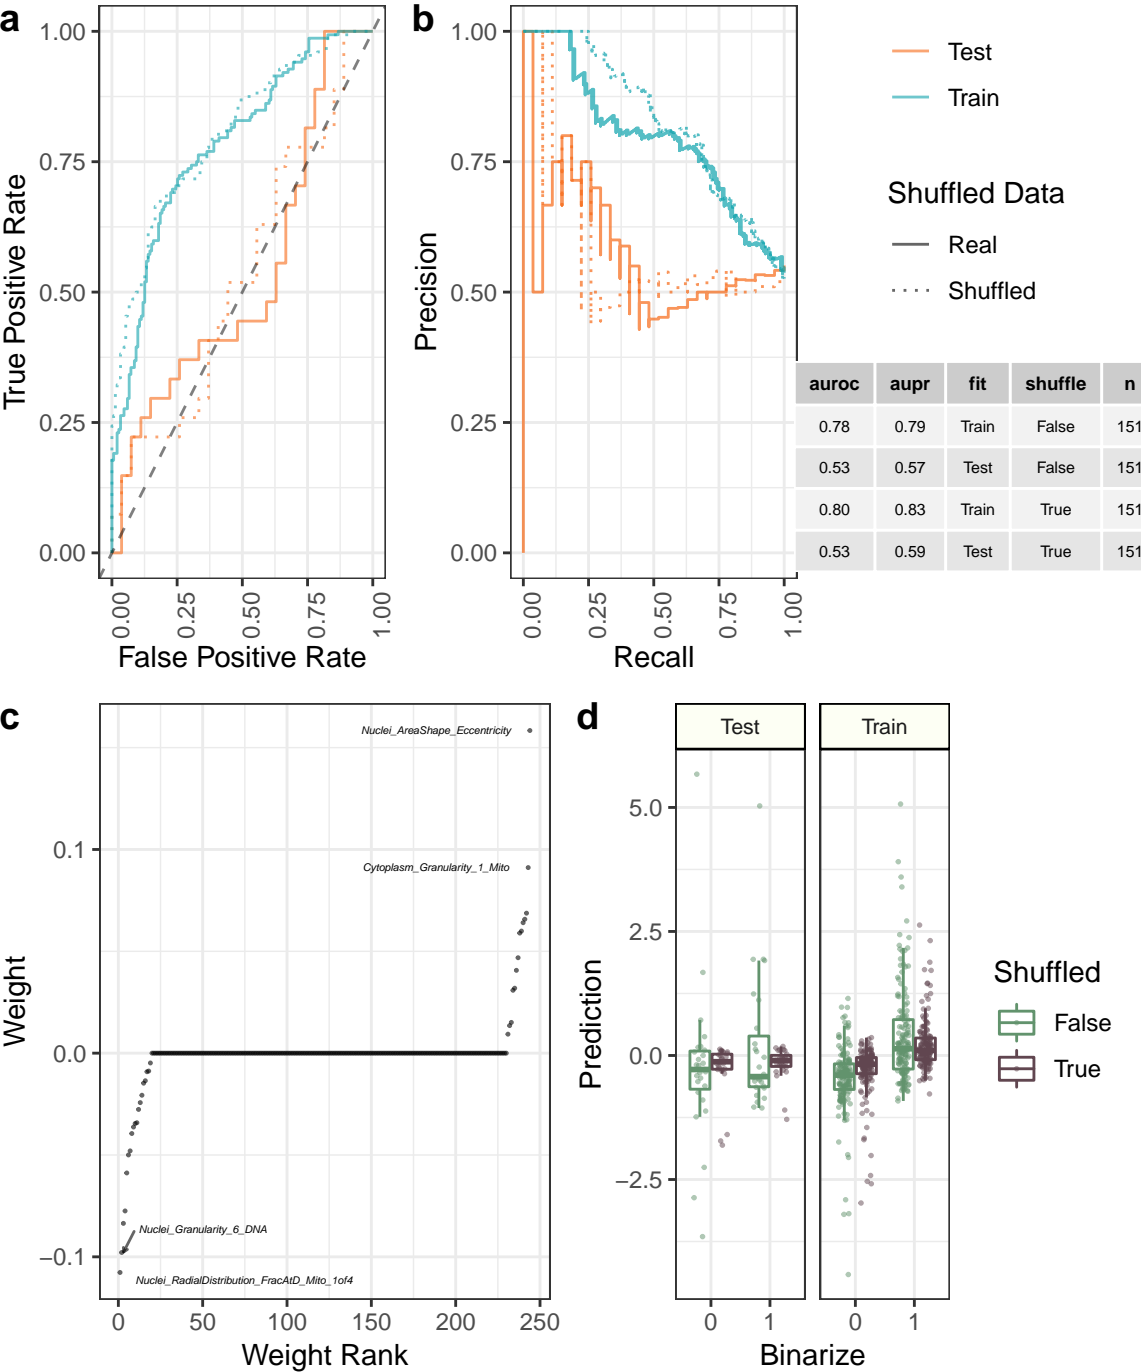 a
1.00
0.75
0.50
0.25
0.00
True Positive Rate
0.00 0.25 0.50 0.75 1.00
False Positive Rate
b
1.00
0.75
0.50
0.25
0.00
Precision
0.00 0.25 0.50 0.75 1.00
Recall
Test
Train
Shuffled Data
Real
Shuffled
auroc aupr fit shuffle n
0.78 0.79 Train False 151
0.53 0.57 Test False 151
0.80 0.83 Train True 151
0.53 0.59 Test True 151
c
Nuclei_AreaShape_Eccentricity
Cytoplasm_Granularity_1_Mito
Nuclei_Granularity_6_DNA
Nuclei_RadialDistribution_FracAtD_Mito_1of4
0.1
0.0
−0.1
Weight
0 50 100 150 200 250
Weight Rank
d
Test Train
5.0
2.5
0.0
−2.5
Prediction
0 1 0 1
Binarize
Shuffled
False
True